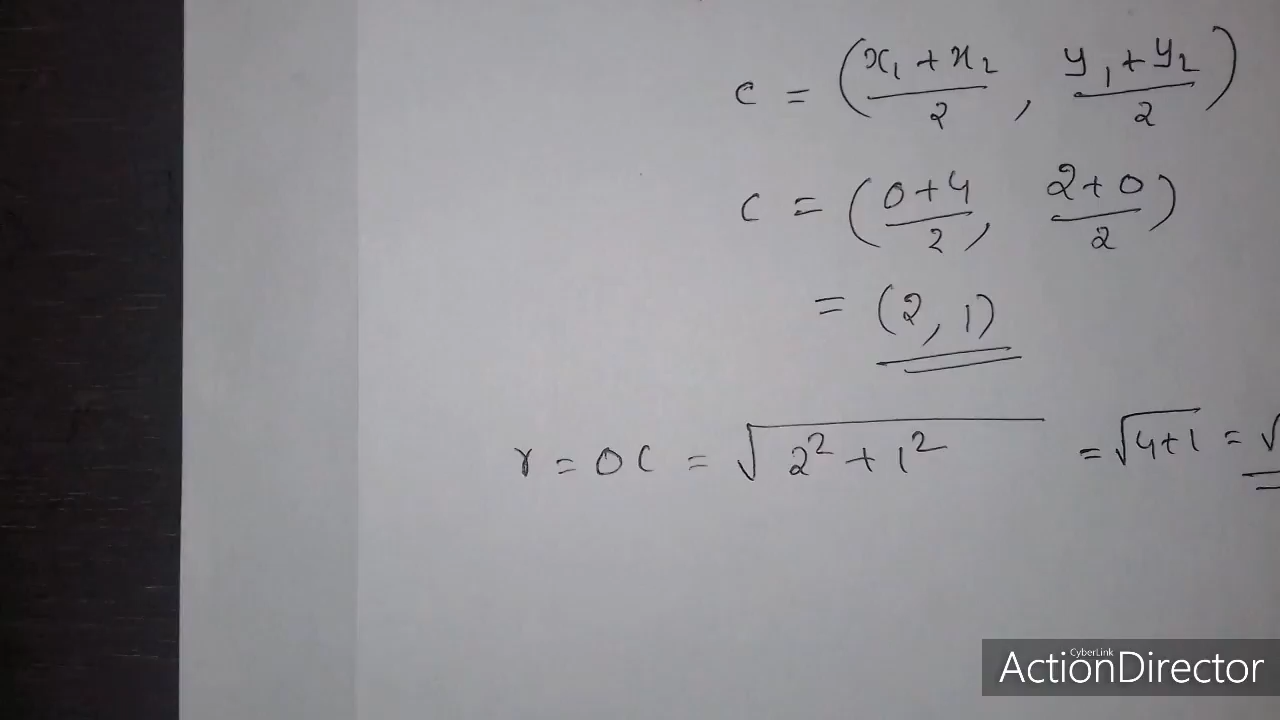 c = (x₁ + x₂ / 2 , y₁ + y₂ / 2)
c = (0 + 4 / 2 , 2 + 0 / 2)
= (2, 1)
r = OC = √2² + 1² = √4+1 = √
CyberLink
ActionDirector